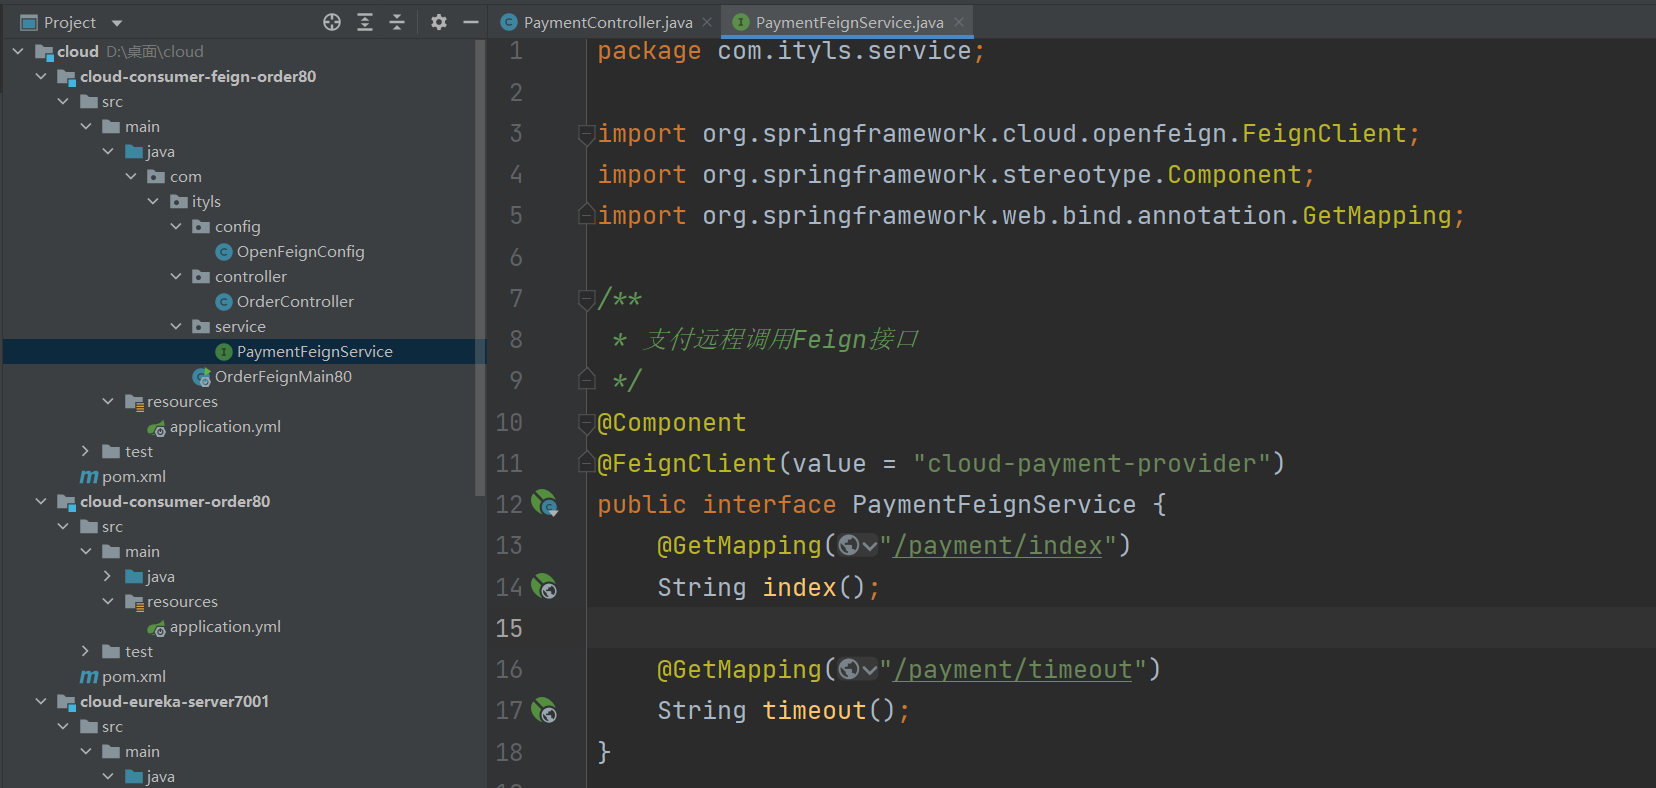 Project
cloud D:\桌面\cloud
cloud-consumer-feign-order80
src
main
java
com
ityls
config
OpenFeignConfig
controller
OrderController
service
PaymentFeignService
OrderFeignMain80
resources
application.yml
test
pom.xml
cloud-consumer-order80
src
main
java
resources
application.yml
test
pom.xml
cloud-eureka-server7001
src
main
java
PaymentController.java
PaymentFeignService.java
1 package com.ityls.service;
2
3 import org.springframework.cloud.openfeign.FeignClient;
4 import org.springframework.stereotype.Component;
5 import org.springframework.web.bind.annotation.GetMapping;
6
7 /**
8 * 支付远程调用Feign接口
9 */
10 @Component
11 @FeignClient(value = "cloud-payment-provider")
12 public interface PaymentFeignService {
13 @GetMapping("/payment/index")
14 String index();
15
16 @GetMapping("/payment/timeout")
17 String timeout();
18 }